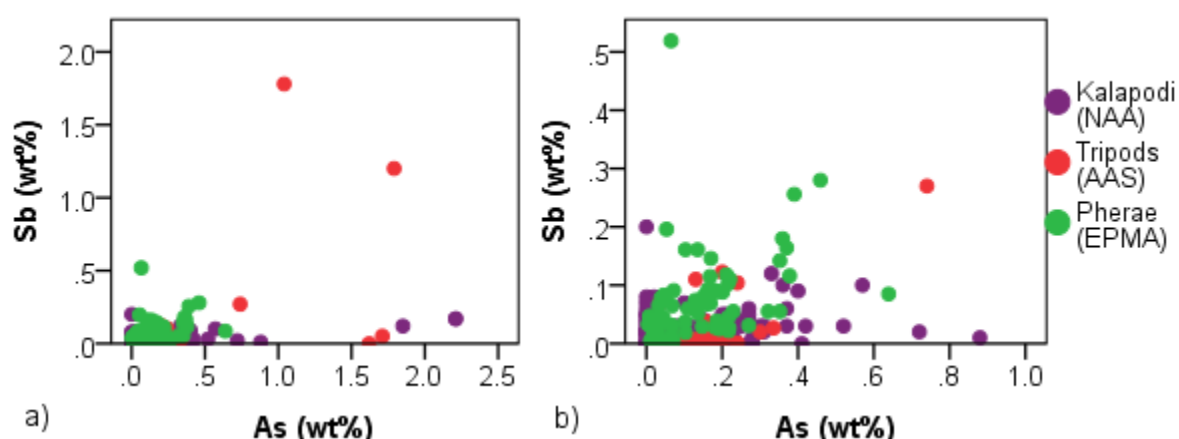 2.0
1.5
1.0
.5
.0
Sb (wt%)
.0 .5 1.0 1.5 2.0 2.5
a)
As (wt%)
.5
.4
.3
.2
.1
.0
Sb (wt%)
.0 .2 .4 .6 .8 1.0
b)
As (wt%)
Kalapodi
(NAA)
Tripods
(AAS)
Pherae
(EPMA)